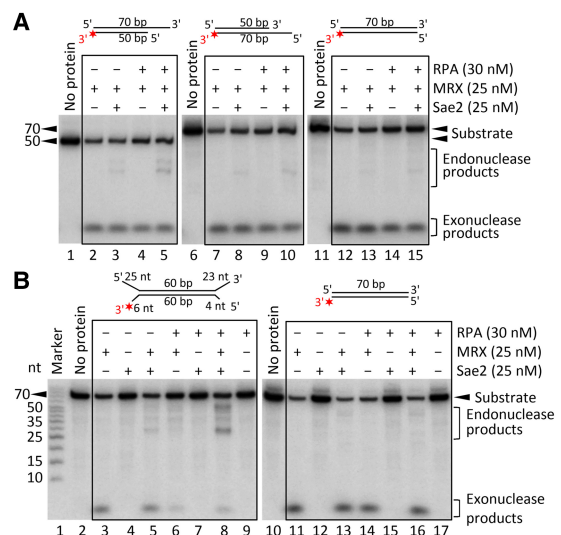 A
5' 70 bp 3'
3' 50 bp 5'
5' 50 bp 3'
3' 70 bp 5'
5' 70 bp 3'
3' 5'
No protein
No protein
No protein
– – + + – – + + – – + + RPA (30 nM)
+ + + + + + + + + + + + MRX (25 nM)
– + – + – + – + – + – + Sae2 (25 nM)
70
50
Substrate
Endonuclease
products
Exonuclease
products
1 2 3 4 5 6 7 8 9 10 11 12 13 14 15
B
5' 25 nt 60 bp 23 nt 3'
3' 6 nt 60 bp 4 nt 5'
5' 70 bp 3'
3' 5'
Marker
No protein
No protein
– – – + + + + – – – + + + + RPA (30 nM)
+ – + + – + – + – + + – + – MRX (25 nM)
– + + – + + – – + + – + + – Sae2 (25 nM)
nt
70
50
35
25
15
10
Substrate
Endonuclease
products
Exonuclease
products
1 2 3 4 5 6 7 8 9 10 11 12 13 14 15 16 17